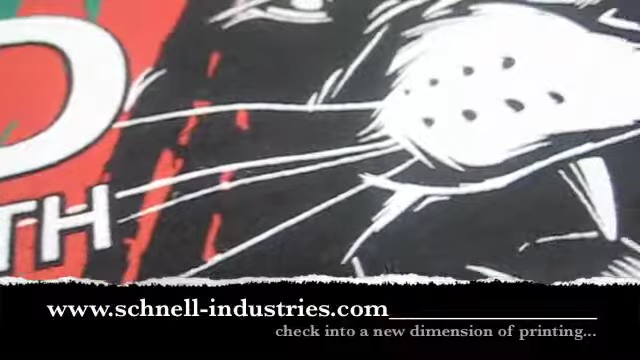 O
TH
www.schnell-industries.com
check into a new dimension of printing...